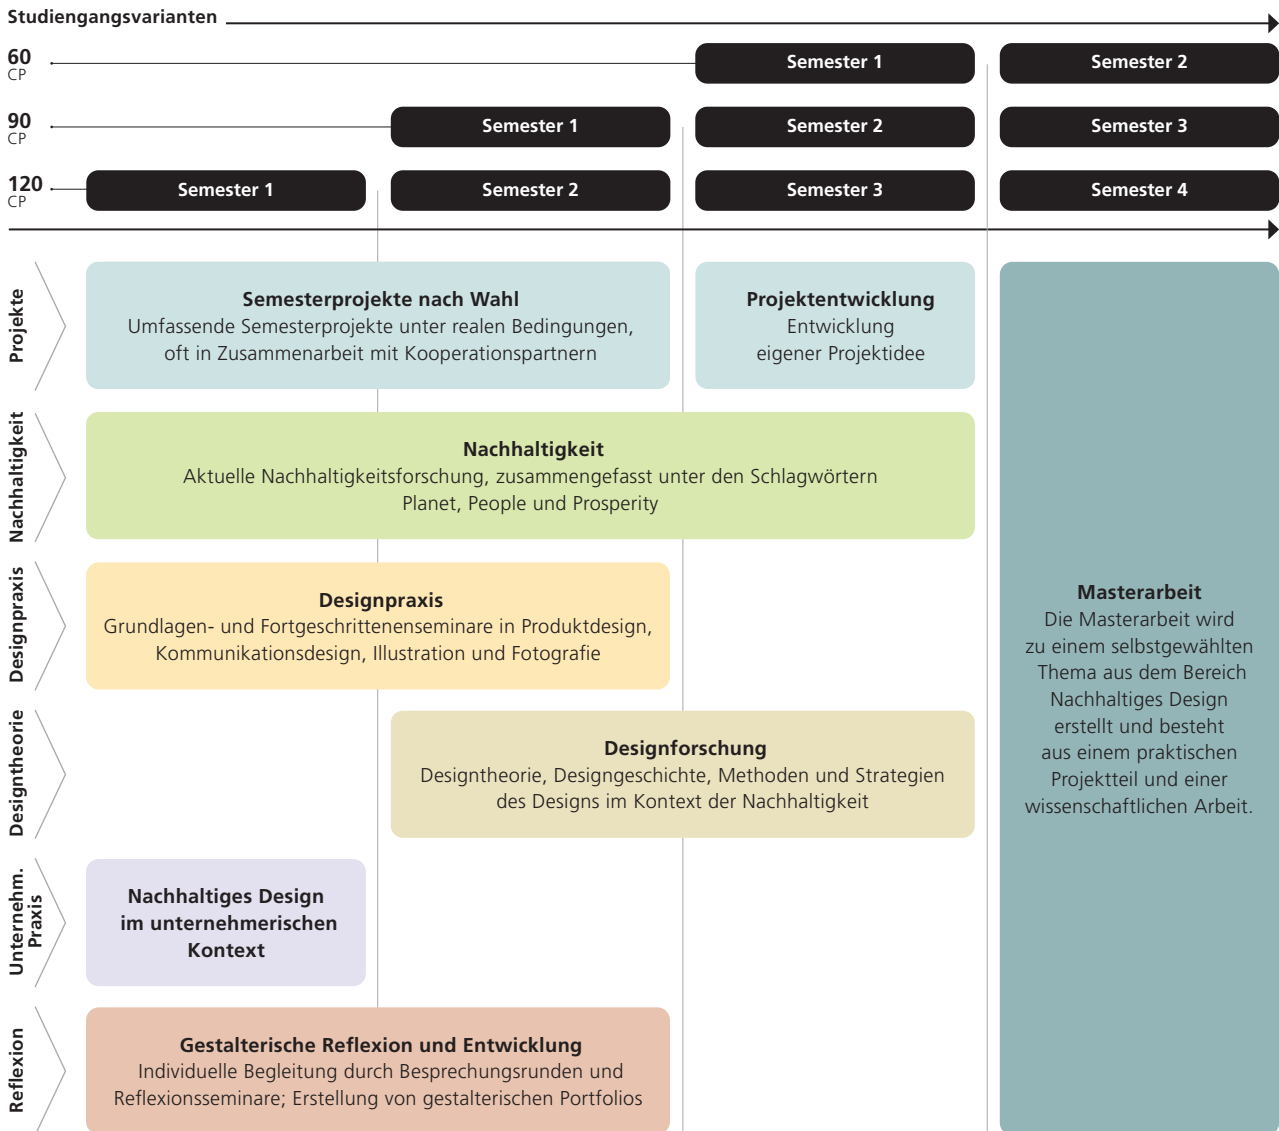 Studiengangsvarianten
60
CP
Semester 1
Semester 2
90
CP
Semester 1
Semester 2
Semester 3
120
CP
Semester 1
Semester 2
Semester 3
Semester 4
Projekte
Semesterprojekte nach Wahl
Umfassende Semesterprojekte unter realen Bedingungen,
oft in Zusammenarbeit mit Kooperationspartnern
Projektentwicklung
Entwicklung
eigener Projektidee
Nachhaltigkeit
Nachhaltigkeit
Aktuelle Nachhaltigkeitsforschung, zusammengefasst unter den Schlagwörtern
Planet, People und Prosperity
Designpraxis
Designpraxis
Grundlagen- und Fortgeschrittenenseminare in Produktdesign,
Kommunikationsdesign, Illustration und Fotografie
Designtheorie
Designforschung
Designtheorie, Designgeschichte, Methoden und Strategien
des Designs im Kontext der Nachhaltigkeit
Unternehm.
Praxis
Nachhaltiges Design
im unternehmerischen
Kontext
Reflexion
Gestalterische Reflexion und Entwicklung
Individuelle Begleitung durch Besprechungsrunden und
Reflexionsseminare; Erstellung von gestalterischen Portfolios
Masterarbeit
Die Masterarbeit wird
zu einem selbstgewählten
Thema aus dem Bereich
Nachhaltiges Design
erstellt und besteht
aus einem praktischen
Projektteil und einer
wissenschaftlichen Arbeit.